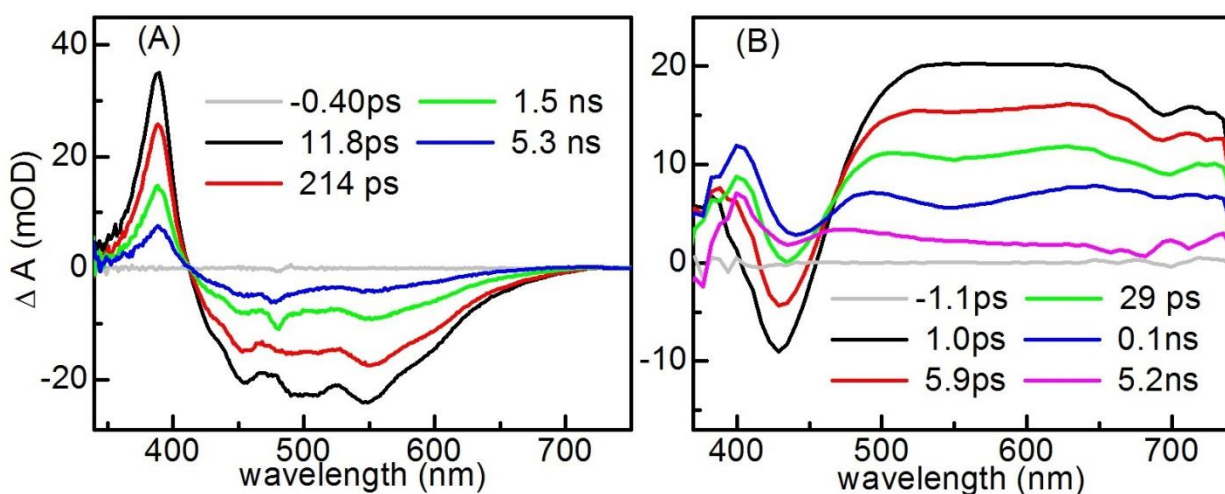 (A)
Δ A (mOD)
40
20
0
-20
-0.40ps
11.8ps
214 ps
1.5 ns
5.3 ns
400 500 600 700
wavelength (nm)
(B)
20
10
0
-10
-1.1ps
1.0ps
5.9ps
29 ps
0.1ns
5.2ns
400 500 600 700
wavelength (nm)